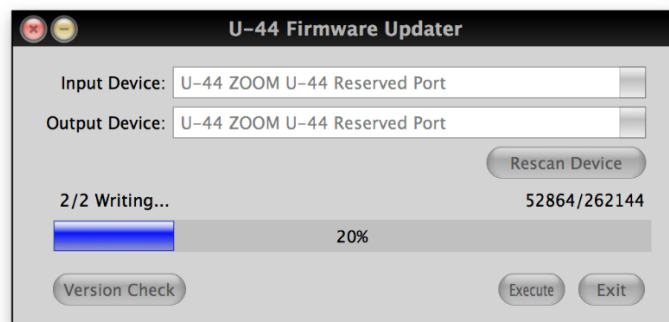 U-44 Firmware Updater
Input Device: U-44 ZOOM U-44 Reserved Port
Output Device: U-44 ZOOM U-44 Reserved Port
Rescan Device
2/2 Writing... 52864/262144
20%
Version Check Execute Exit